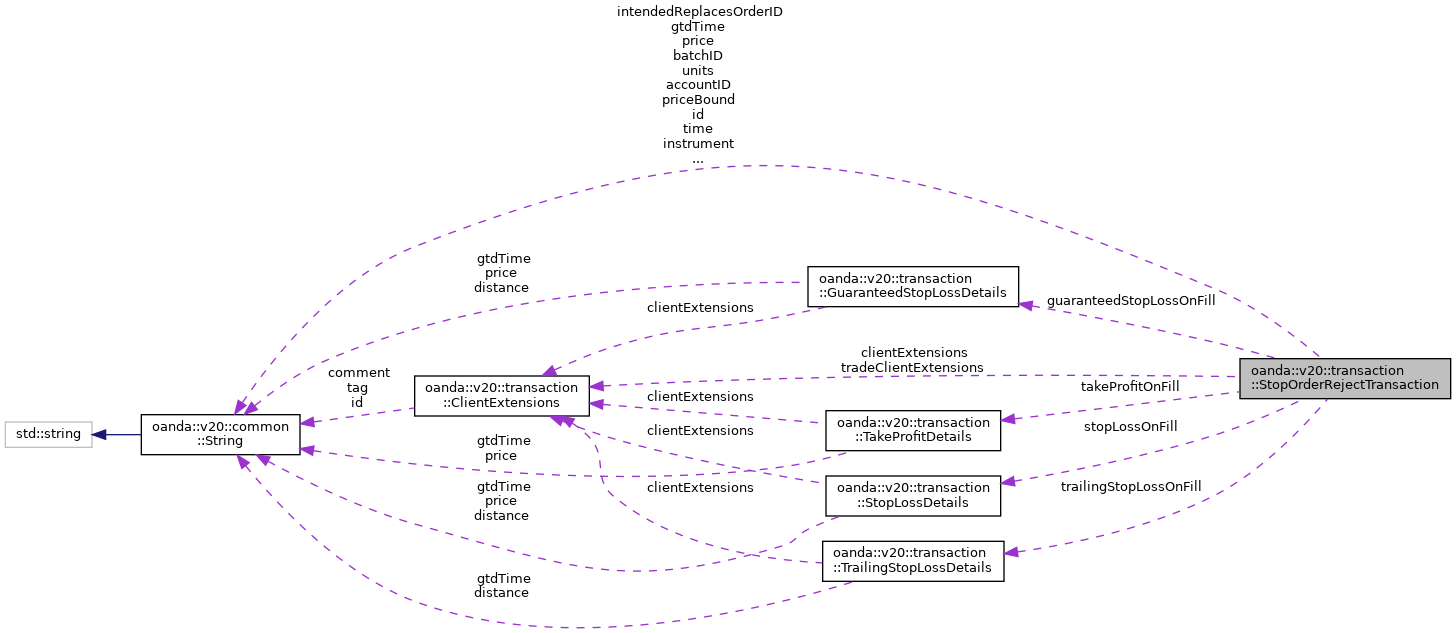 intendedReplacesOrderID
gtdTime
price
batchID
units
accountID
priceBound
id
time
instrument
...
gtdTime
price
distance
oanda::v20::transaction
::GuaranteedStopLossDetails
clientExtensions
guaranteedStopLossOnFill
clientExtensions
tradeClientExtensions
oanda::v20::transaction
::StopOrderRejectTransaction
comment
tag
id
oanda::v20::transaction
::ClientExtensions
clientExtensions
takeProfitOnFill
std::string
oanda::v20::common
::String
clientExtensions
oanda::v20::transaction
::TakeProfitDetails
stopLossOnFill
gtdTime
price
clientExtensions
oanda::v20::transaction
::StopLossDetails
trailingStopLossOnFill
gtdTime
price
distance
oanda::v20::transaction
::TrailingStopLossDetails
gtdTime
distance